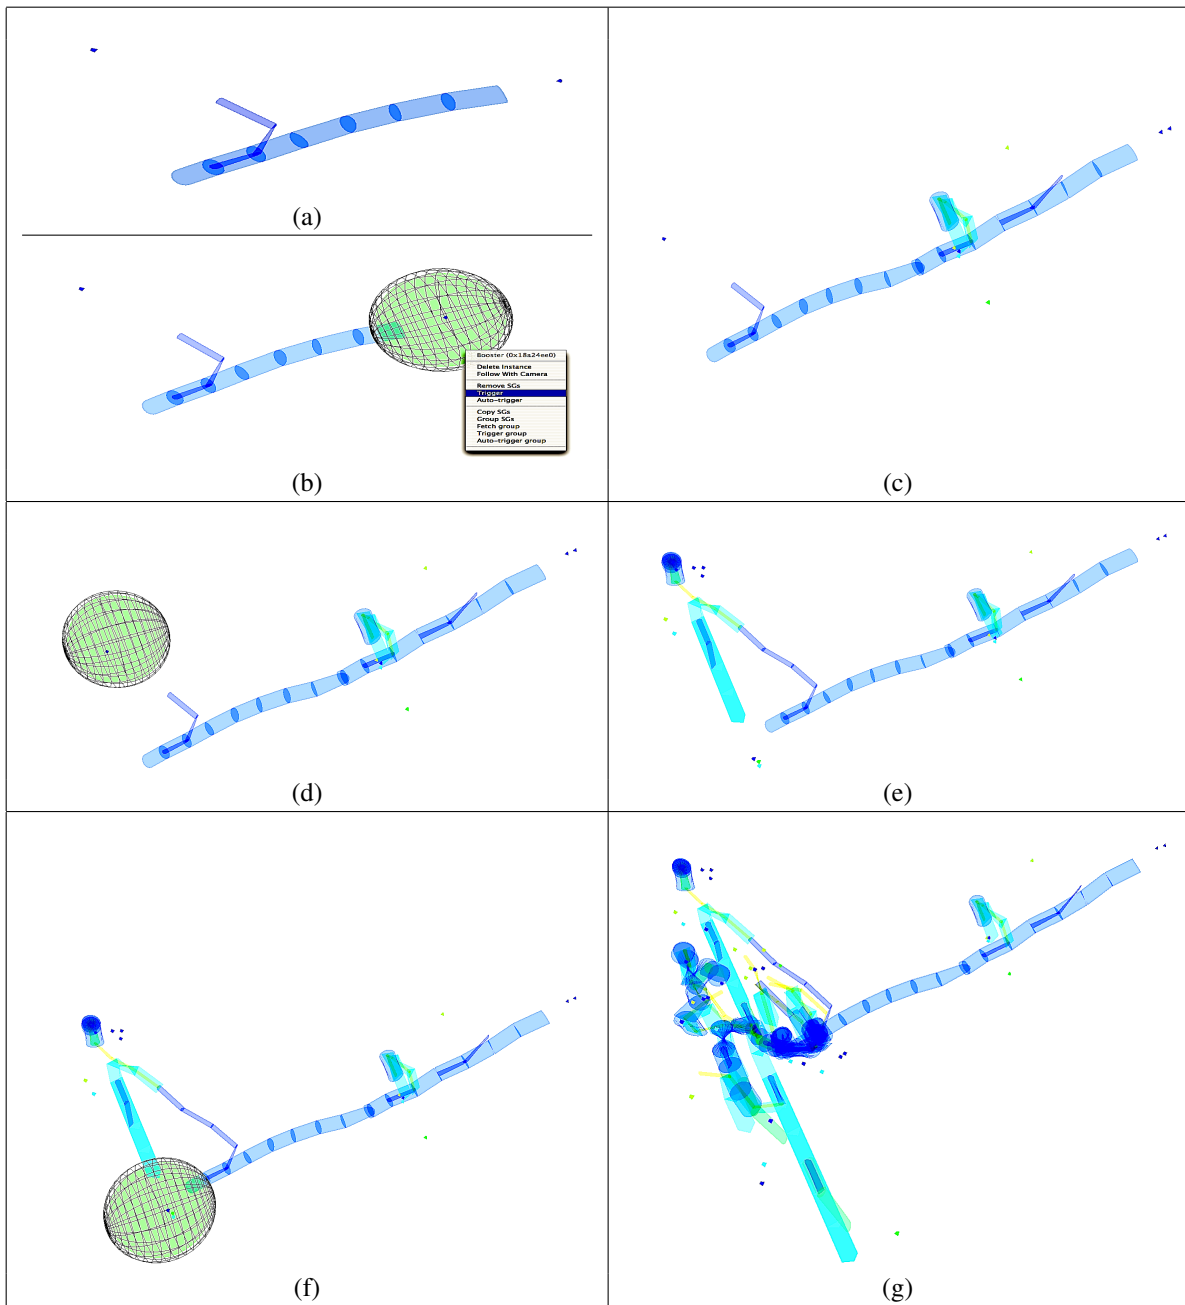 (a)
Booster (0x18a24ee0)
Delete Instance
Follow With Camera
Remove SGs
Trigger
Auto-trigger
Copy SGs
Group SGs
Fetch group
Trigger group
Auto-trigger group
(b)
(c)
(d)
(e)
(f)
(g)